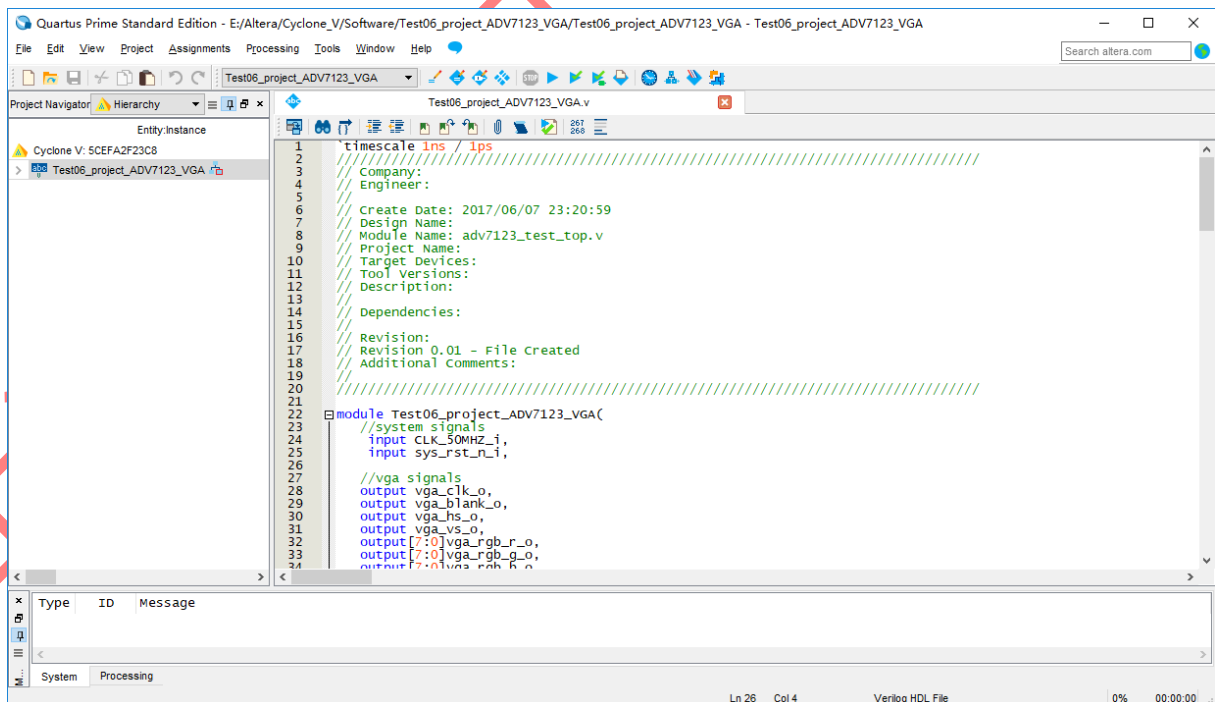 Quartus Prime Standard Edition - E:/Altera/Cyclone_V/Software/Test06_project_ADV7123_VGA/Test06_project_ADV7123_VGA - Test06_project_ADV7123_VGA
File Edit View Project Assignments Processing Tools Window Help
Search altera.com
Test06_project_ADV7123_VGA
Project Navigator Hierarchy
Test06_project_ADV7123_VGA.v
Entity:Instance
Cyclone V: 5CEFA2F23C8
Test06_project_ADV7123_VGA
267
268
1 `timescale 1ns / 1ps
2 //////////////////////////////////////////////////////////////////////////////////
3 // Company:
4 // Engineer:
5 //
6 // Create Date: 2017/06/07 23:20:59
7 // Design Name:
8 // Module Name: adv7123_test_top.v
9 // Project Name:
10 // Target Devices:
11 // Tool Versions:
12 // Description:
13 //
14 // Dependencies:
15 //
16 // Revision:
17 // Revision 0.01 - File Created
18 // Additional Comments:
19 //
20 //////////////////////////////////////////////////////////////////////////////////
21
22 module Test06_project_ADV7123_VGA(
23 //system signals
24 input CLK_50MHZ_i,
25 input sys_rst_n_i,
26
27 //vga signals
28 output vga_clk_o,
29 output vga_blank_o,
30 output vga_hs_o,
31 output vga_vs_o,
32 output[7:0]vga_rgb_r_o,
33 output[7:0]vga_rgb_g_o,
34 output[7:0]vga_rgb_b_o
Type ID Message
System Processing
Ln 26 Col 4 Verilog HDL File 0% 00:00:00